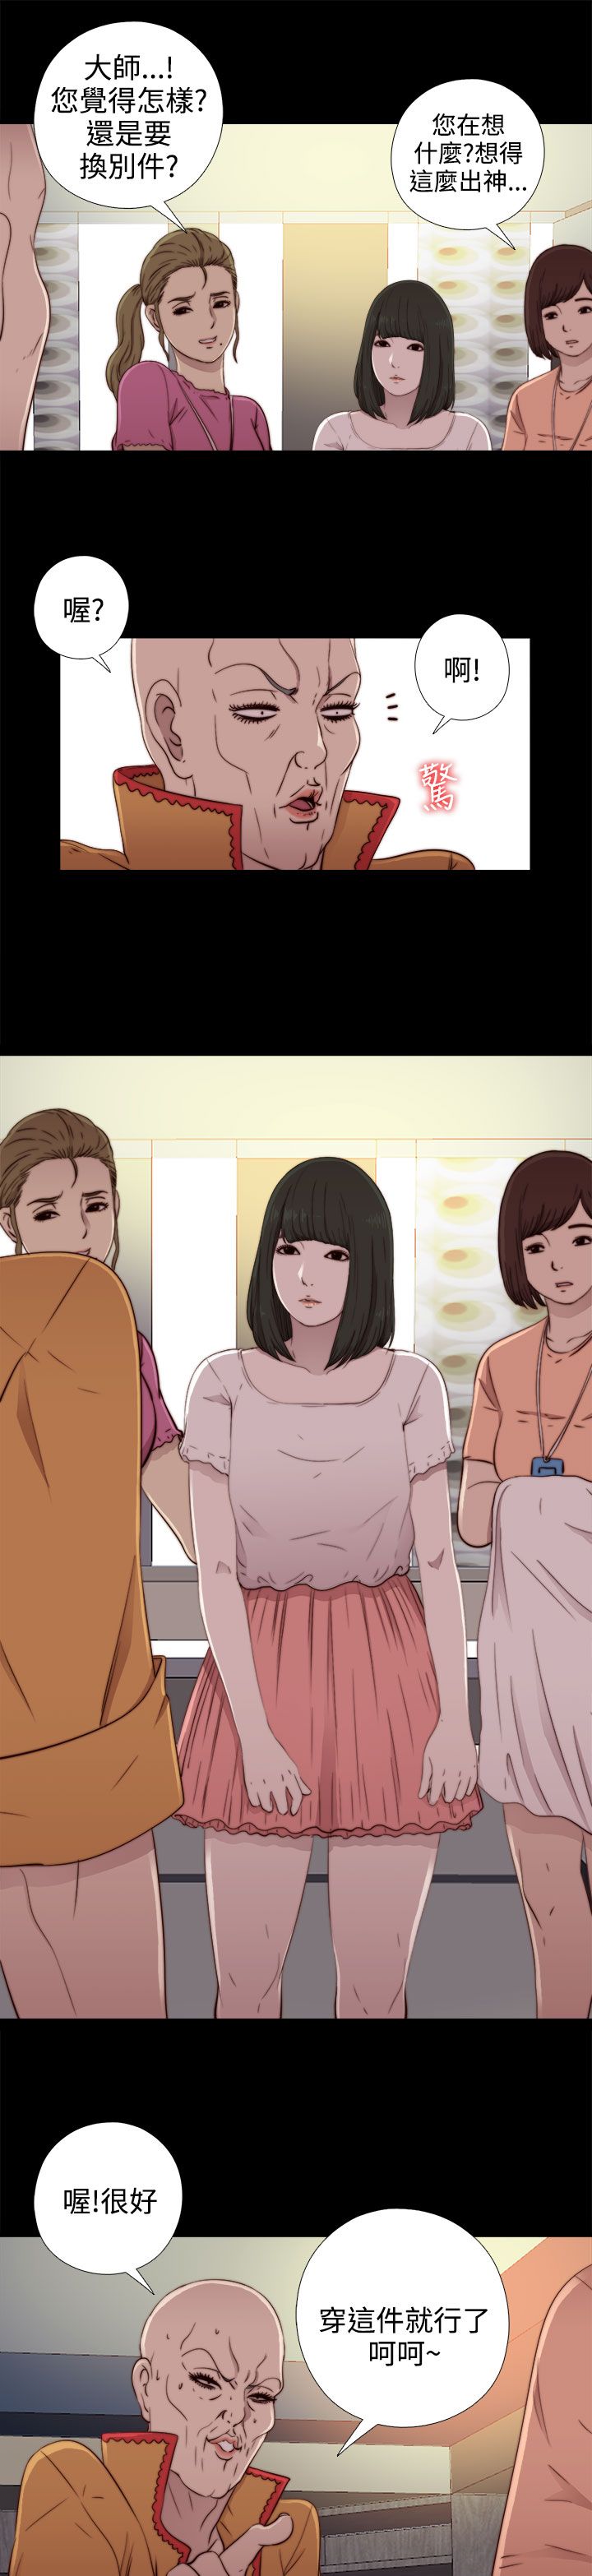 大師...!
您覺得怎樣?
還是要
換別件?
您在想
什麼?想得
這麼出神...
喔?
啊!
驚
喔!很好
穿這件就行了
呵呵~